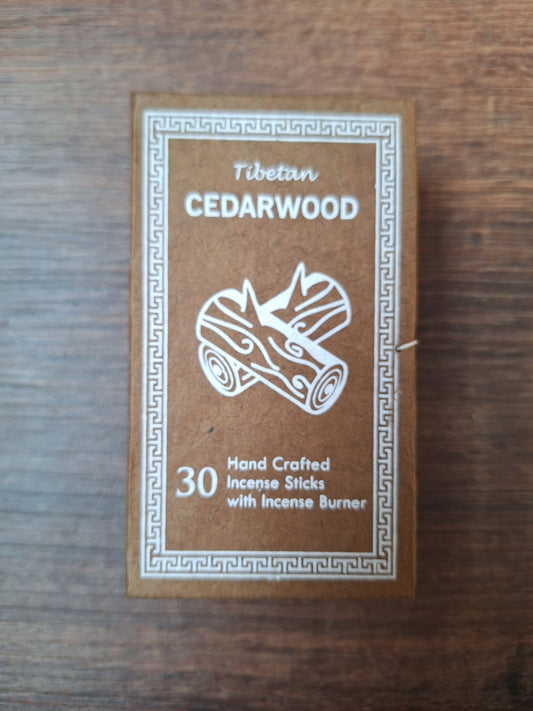 Tibetan
CEDARWOOD
30 Hand Crafted
Incense Sticks
with Incense Burner